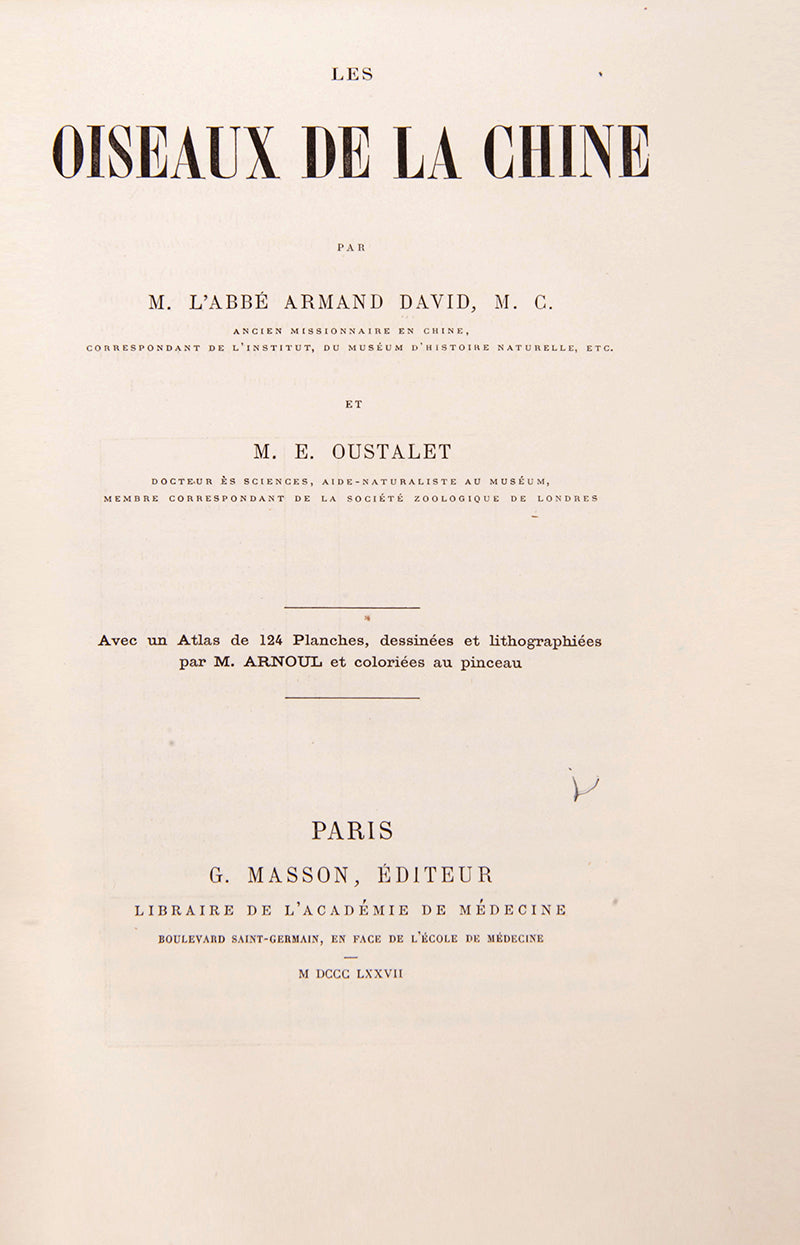 LES
OISEAUX DE LA CHINE
PAR
M. L'ABBÉ ARMAND DAVID, M. C.
ANCIEN MISSIONNAIRE EN CHINE,
CORRESPONDANT DE L'INSTITUT, DU MUSÉUM D'HISTOIRE NATURELLE, ETC.
ET
M. E. OUSTALET
DOCTEUR ÈS SCIENCES, AIDE-NATURALISTE AU MUSÉUM,
MEMBRE CORRESPONDANT DE LA SOCIÉTÉ ZOOLOGIQUE DE LONDRES
Avec un Atlas de 124 Planches, dessinées et lithographiées
par M. ARNOUL et coloriées au pinceau
PARIS
G. MASSON, ÉDITEUR
LIBRAIRE DE L'ACADÉMIE DE MÉDECINE
BOULEVARD SAINT-GERMAIN, EN FACE DE L'ÉCOLE DE MÉDECINE
M DCCC LXXVII